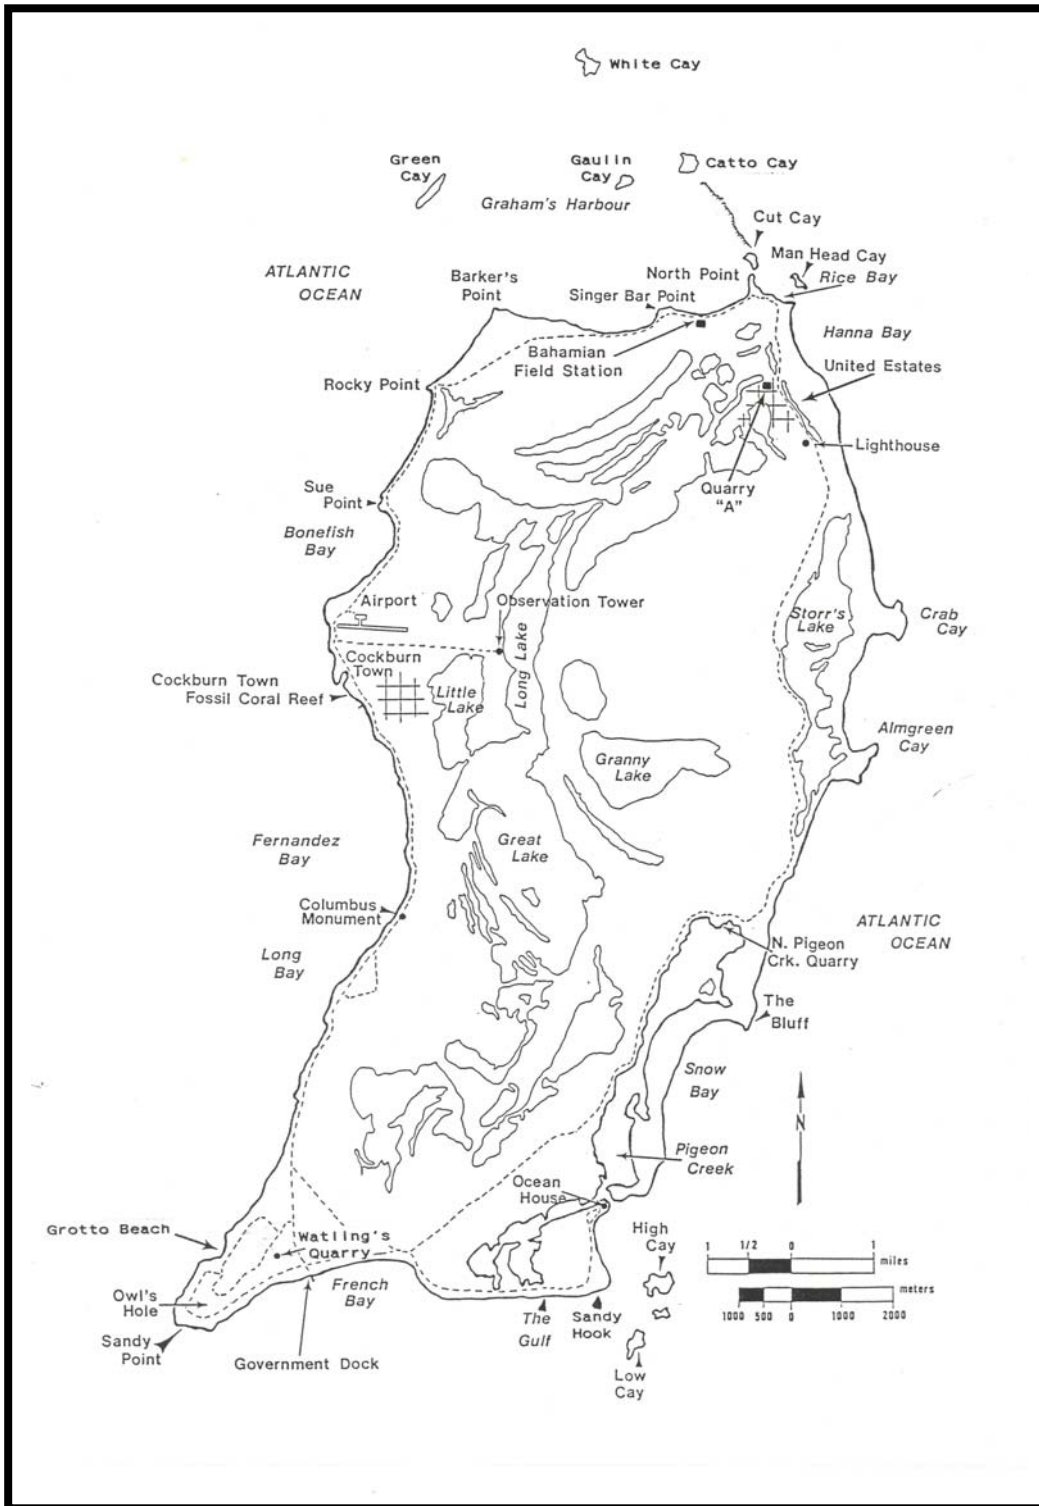 White Cay
Green
Cay
Gaulin
Cay
Catto Cay
Graham's Harbour
Cut Cay
Man Head Cay
Rice Bay
North Point
ATLANTIC
OCEAN
Barker's
Point
Singer Bar Point
Hanna Bay
Bahamian
Field Station
United Estates
Rocky Point
Lighthouse
Quarry
"A"
Sue
Point
Bonefish
Bay
Airport
Observation Tower
Storr's
Lake
Crab
Cay
Cockburn
Town
Long Lake
Cockburn Town
Fossil Coral Reef
Little
Lake
Almgreen
Cay
Granny
Lake
Fernandez
Bay
Great
Lake
Columbus
Monument
ATLANTIC
OCEAN
N. Pigeon
Crk. Quarry
Long
Bay
The
Bluff
Snow
Bay
N
Pigeon
Creek
Ocean
House
Grotto Beach
Watling's
Quarry
High
Cay
1 1/2 0 1
miles
meters
1000 500 0 1000 2000
French
Bay
Owl's
Hole
The
Gulf
Sandy
Hook
Sandy
Point
Government Dock
Low
Cay